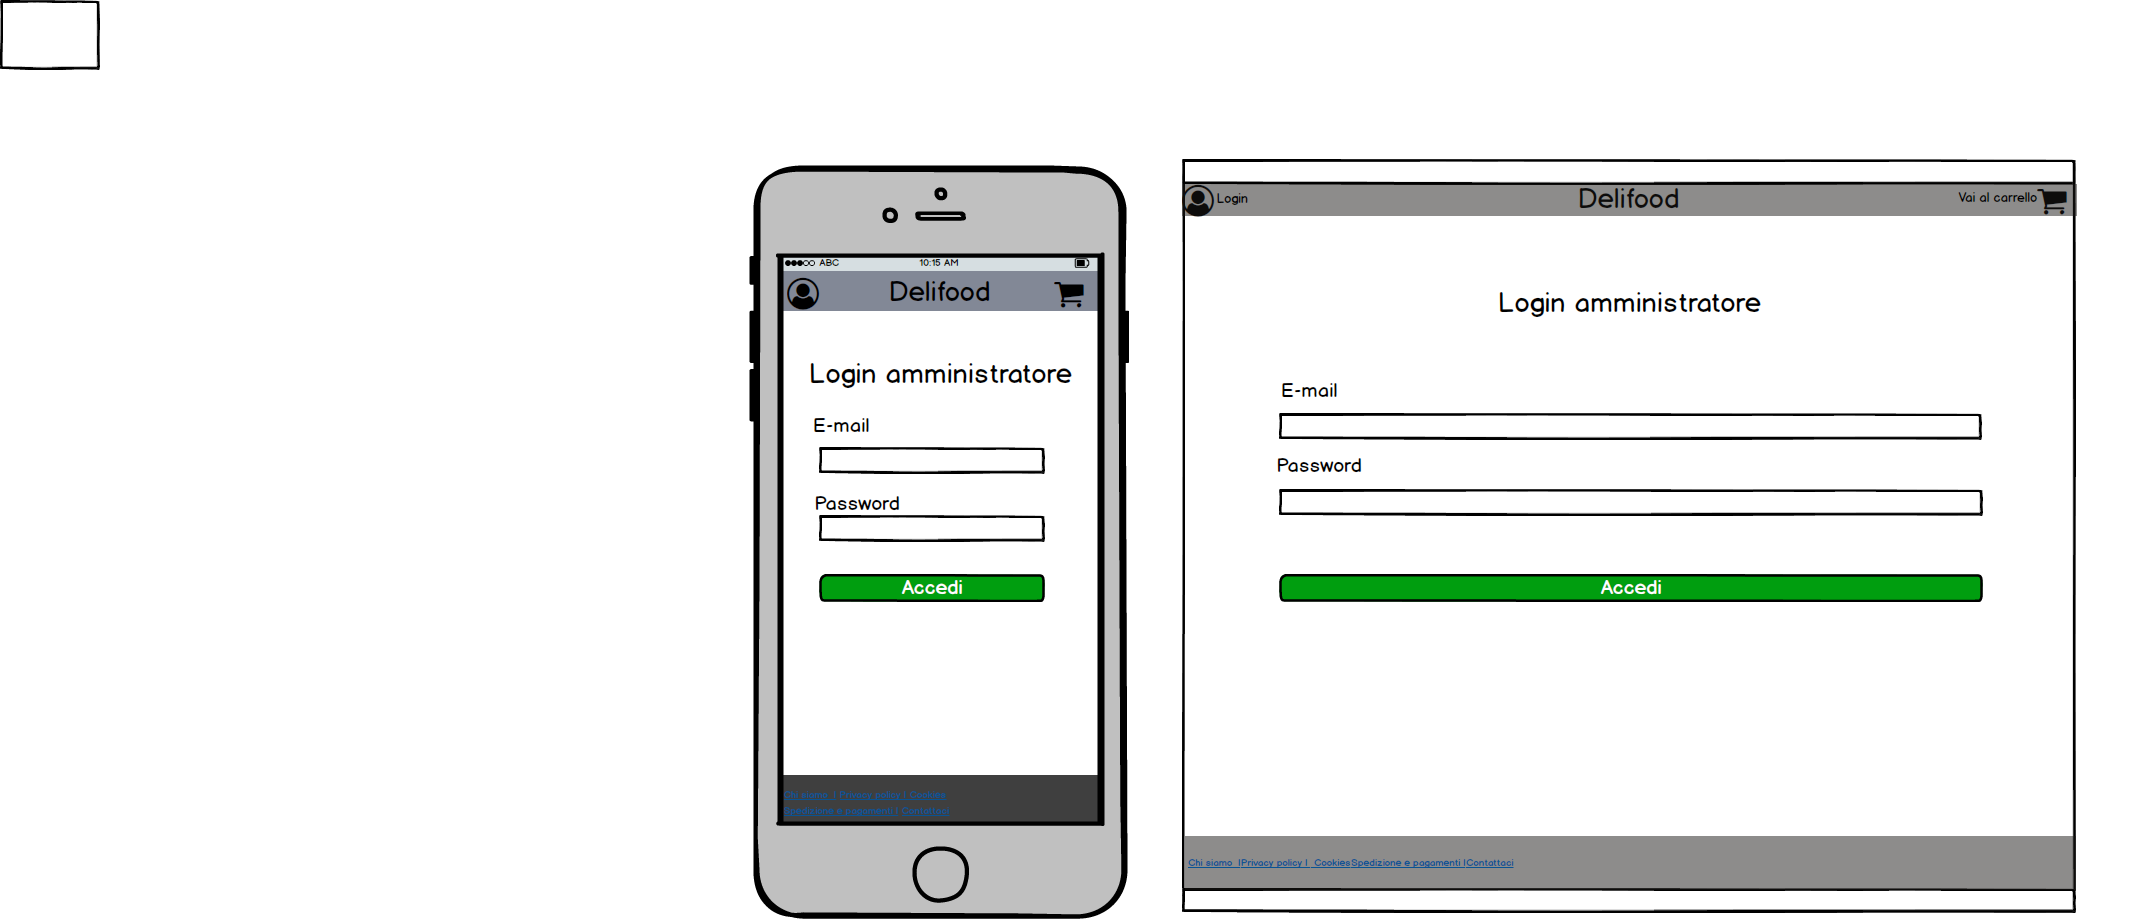 ABC 10:15 AM
Delifood
Login amministratore
E-mail
Password
Accedi
Chi siamo | Privacy policy | Cookies
Spedizione e pagamenti | Contattaci
Login Delifood Vai al carrello
Login amministratore
E-mail
Password
Accedi
Chi siamo |Privacy policy | CookiesSpedizione e pagamenti |Contattaci